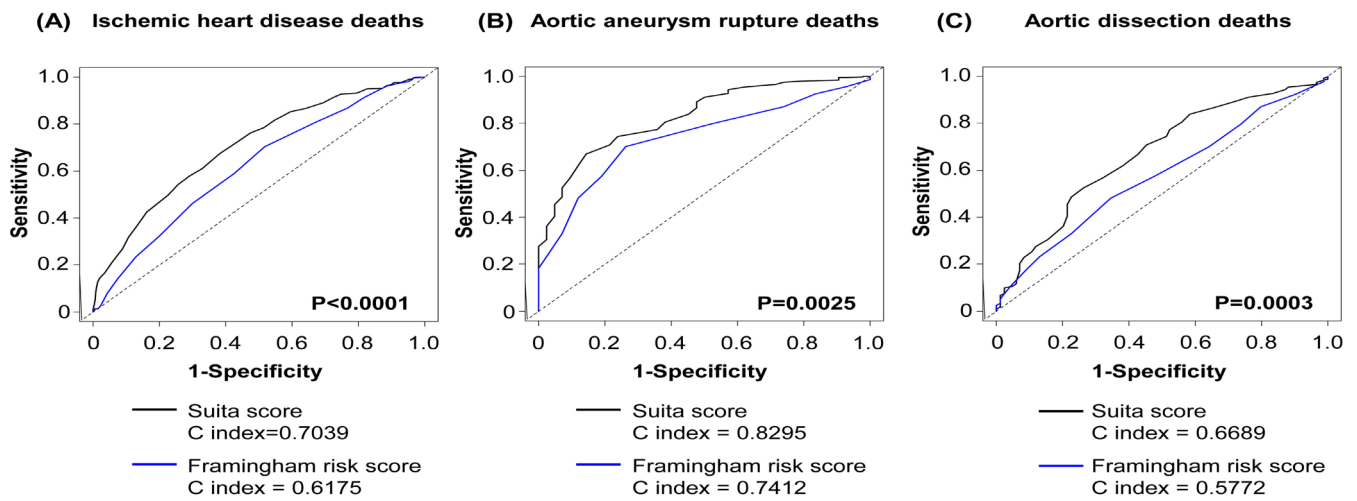 (A) Ischemic heart disease deaths
1.0
0.8
0.6
0.4
0.2
0
Sensitivity
P<0.0001
0 0.2 0.4 0.6 0.8 1.0
1-Specificity
Suita score
C index=0.7039
Framingham risk score
C index = 0.6175
(B) Aortic aneurysm rupture deaths
1.0
0.8
0.6
0.4
0.2
0
Sensitivity
P=0.0025
0 0.2 0.4 0.6 0.8 1.0
1-Specificity
Suita score
C index = 0.8295
Framingham risk score
C index = 0.7412
(C) Aortic dissection deaths
1.0
0.8
0.6
0.4
0.2
0
Sensitivity
P=0.0003
0 0.2 0.4 0.6 0.8 1.0
1-Specificity
Suita score
C index = 0.6689
Framingham risk score
C index = 0.5772